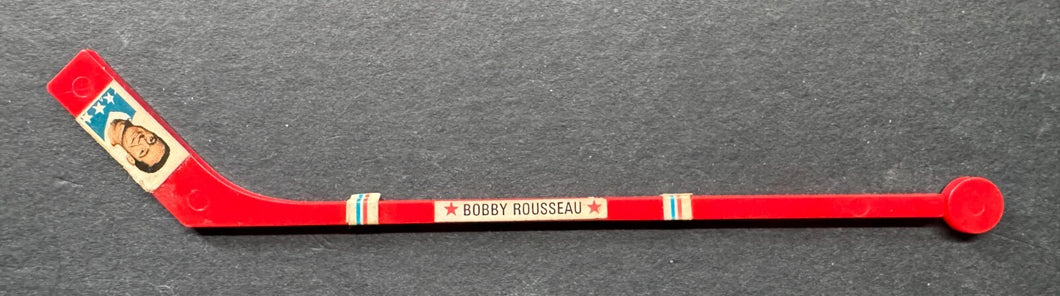 ★ BOBBY ROUSSEAU ★